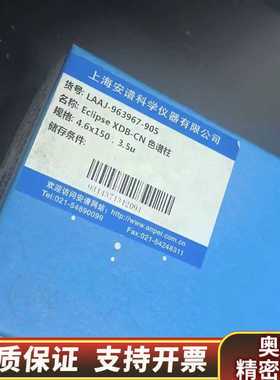 上海安谱科学仪器有限公司
货号: LAAJ-963967-905
名称: Eclipse XDB-CN 色谱柱
规格: 4.6x150，3.5u
储存条件:
欢迎访问安谱网站: www.anpel.com.cn
Tel:021-54890099 Fax:021-54248311
质保证 支持开票
奥
精密